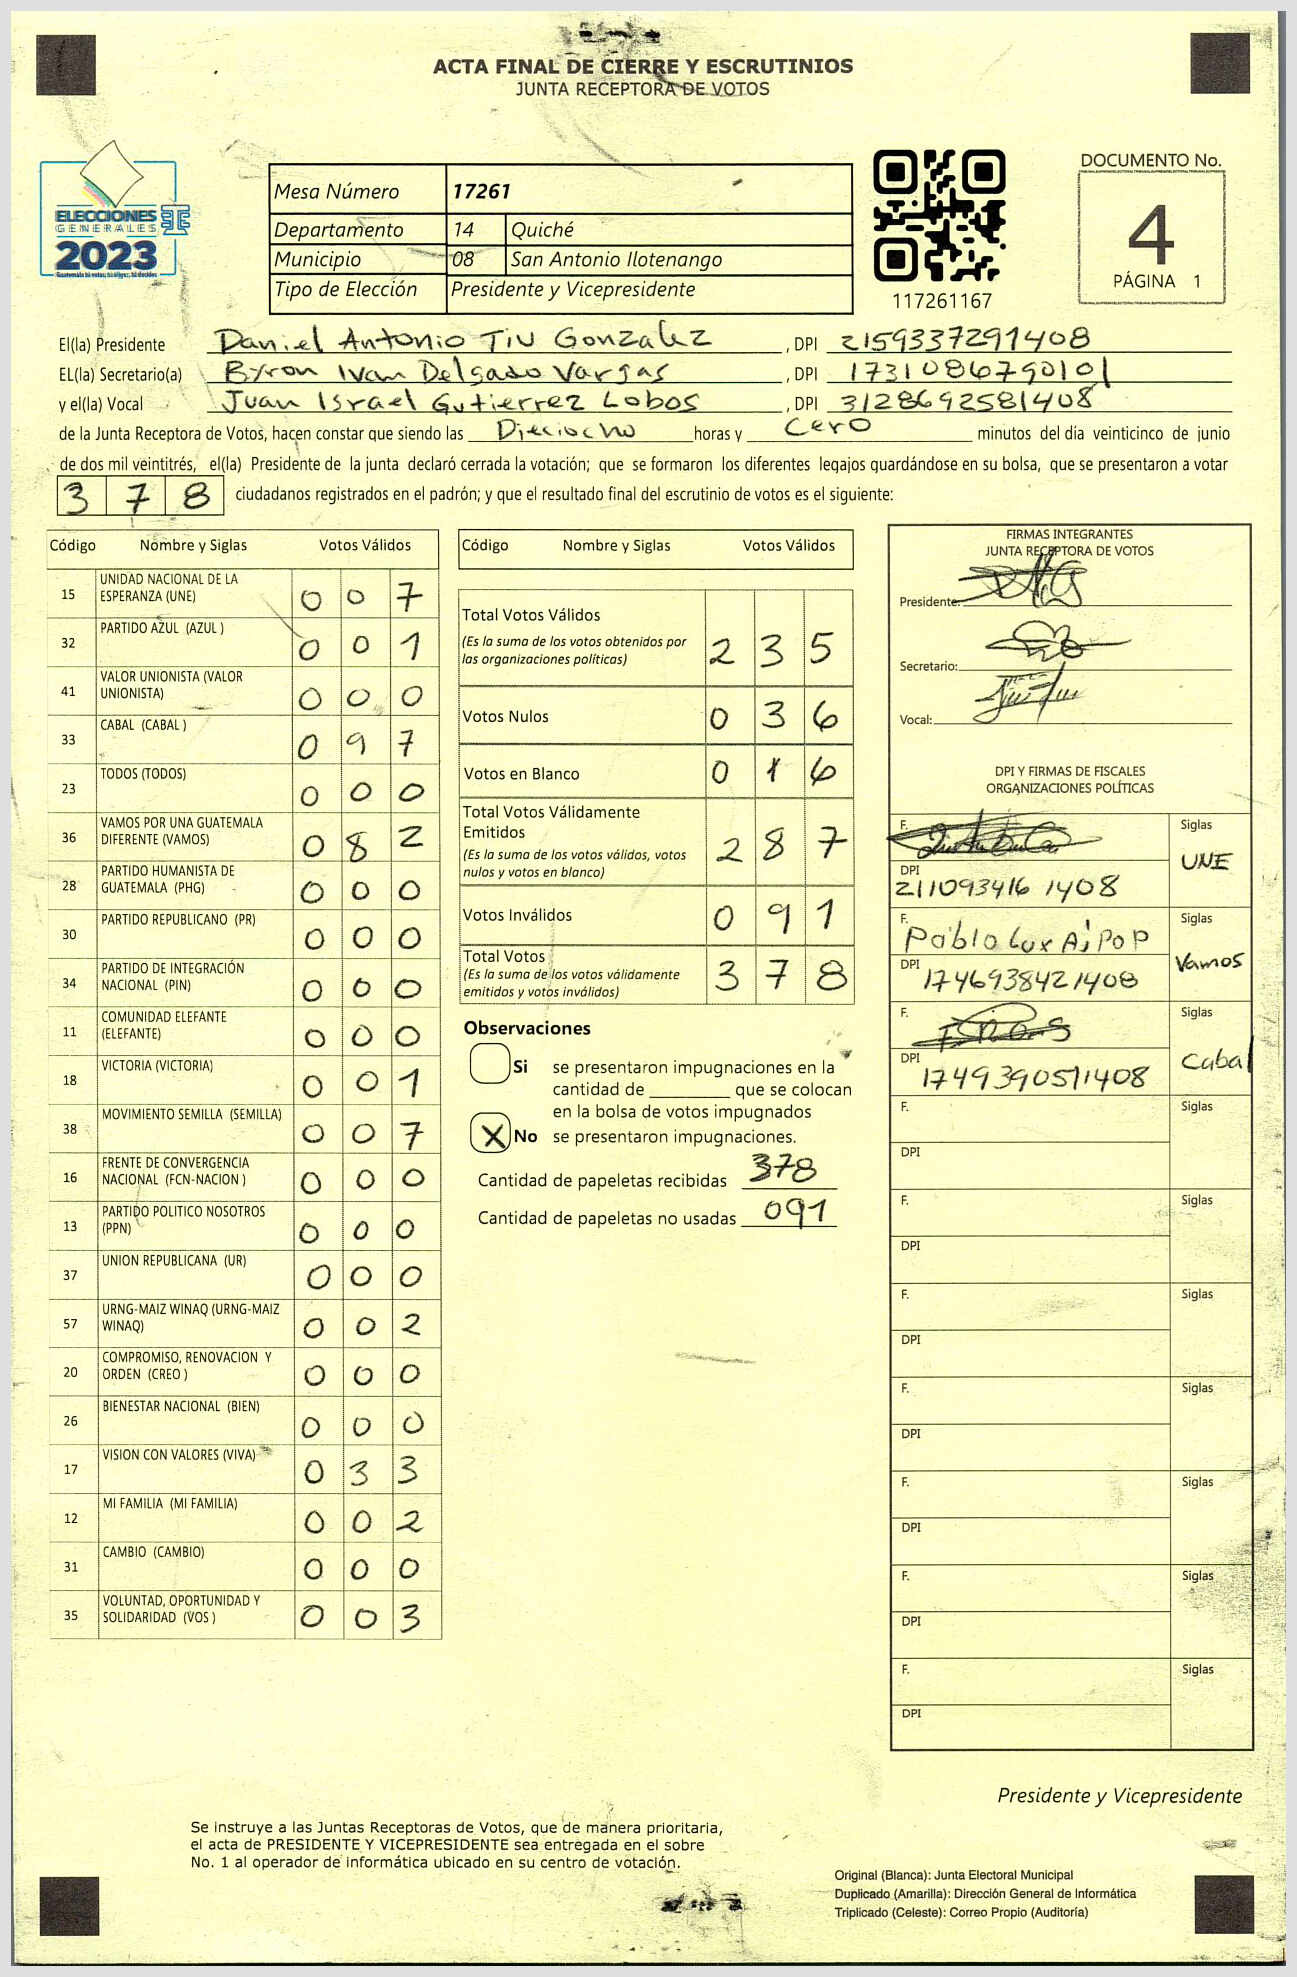 ACTA FINAL DE CIERRE Y ESCRUTINIOS
JUNTA RECEPTORA DE VOTOS
ELECCIONES
GENERALES
2023
Mesa Número 17261
Departamento 14 Quiché
Municipio 08 San Antonio Ilotenango
Tipo de Elección Presidente y Vicepresidente
117261167
DOCUMENTO No.
4
PÁGINA 1
El(la) Presidente Daniel Antonio Tiu Gonzalez , DPI 2159337291408
EL(la) Secretario(a) Byron Ivan Delgado Vargas , DPI 1731086790101
y el(la) Vocal Juan Israel Gutierrez Lobos , DPI 3128692581408
de la Junta Receptora de Votos, hacen constar que siendo las Dieciocho horas y Cero minutos del día veinticinco de junio
de dos mil veintitrés, el(la) Presidente de la junta declaró cerrada la votación; que se formaron los diferentes legajos guardándose en su bolsa, que se presentaron a votar
3 7 8 ciudadanos registrados en el padrón; y que el resultado final del escrutinio de votos es el siguiente:
Código Nombre y Siglas Votos Válidos
15 UNIDAD NACIONAL DE LA ESPERANZA (UNE) 0 0 7
32 PARTIDO AZUL (AZUL ) 0 0 1
41 VALOR UNIONISTA (VALOR UNIONISTA) 0 0 0
33 CABAL (CABAL ) 0 9 7
23 TODOS (TODOS) 0 0 0
36 VAMOS POR UNA GUATEMALA DIFERENTE (VAMOS) 0 8 2
28 PARTIDO HUMANISTA DE GUATEMALA (PHG) 0 0 0
30 PARTIDO REPUBLICANO (PR) 0 0 0
34 PARTIDO DE INTEGRACIÓN NACIONAL (PIN) 0 0 0
11 COMUNIDAD ELEFANTE (ELEFANTE) 0 0 0
18 VICTORIA (VICTORIA) 0 0 1
38 MOVIMIENTO SEMILLA (SEMILLA) 0 0 7
16 FRENTE DE CONVERGENCIA NACIONAL (FCN-NACION ) 0 0 0
13 PARTIDO POLITICO NOSOTROS (PPN) 0 0 0
37 UNION REPUBLICANA (UR) 0 0 0
57 URNG-MAIZ WINAQ (URNG-MAIZ WINAQ) 0 0 2
20 COMPROMISO, RENOVACION Y ORDEN (CREO ) 0 0 0
26 BIENESTAR NACIONAL (BIEN) 0 0 0
17 VISION CON VALORES (VIVA) 0 3 3
12 MI FAMILIA (MI FAMILIA) 0 0 2
31 CAMBIO (CAMBIO) 0 0 0
35 VOLUNTAD, OPORTUNIDAD Y SOLIDARIDAD (VOS ) 0 0 3
Código Nombre y Siglas Votos Válidos
Total Votos Válidos
(Es la suma de los votos obtenidos por
las organizaciones políticas) 2 3 5
Votos Nulos 0 3 6
Votos en Blanco 0 1 6
Total Votos Válidamente
Emitidos
(Es la suma de los votos válidos, votos
nulos y votos en blanco) 2 8 7
Votos Inválidos 0 9 1
Total Votos
(Es la suma de los votos válidamente
emitidos y votos inválidos) 3 7 8
Observaciones
Si se presentaron impugnaciones en la
cantidad de ________ que se colocan
en la bolsa de votos impugnados
X No se presentaron impugnaciones.
Cantidad de papeletas recibidas 378
Cantidad de papeletas no usadas 091
FIRMAS INTEGRANTES
JUNTA RECEPTORA DE VOTOS
Presidente:
Secretario:
Vocal:
DPI Y FIRMAS DE FISCALES
ORGANIZACIONES POLÍTICAS
F. Siglas
UNE
DPI
211093416 1408
F. Pablo Lux Ajpop Siglas
Vamos
DPI
1746938421408
F. Siglas
Cabal
DPI
1749390571408
F. Siglas
DPI
F. Siglas
DPI
F. Siglas
DPI
F. Siglas
DPI
F. Siglas
DPI
F. Siglas
DPI
F. Siglas
DPI
Presidente y Vicepresidente
Se instruye a las Juntas Receptoras de Votos, que de manera prioritaria,
el acta de PRESIDENTE Y VICEPRESIDENTE sea entregada en el sobre
No. 1 al operador de informática ubicado en su centro de votación.
Original (Blanca): Junta Electoral Municipal
Duplicado (Amarilla): Dirección General de Informática
Triplicado (Celeste): Correo Propio (Auditoría)